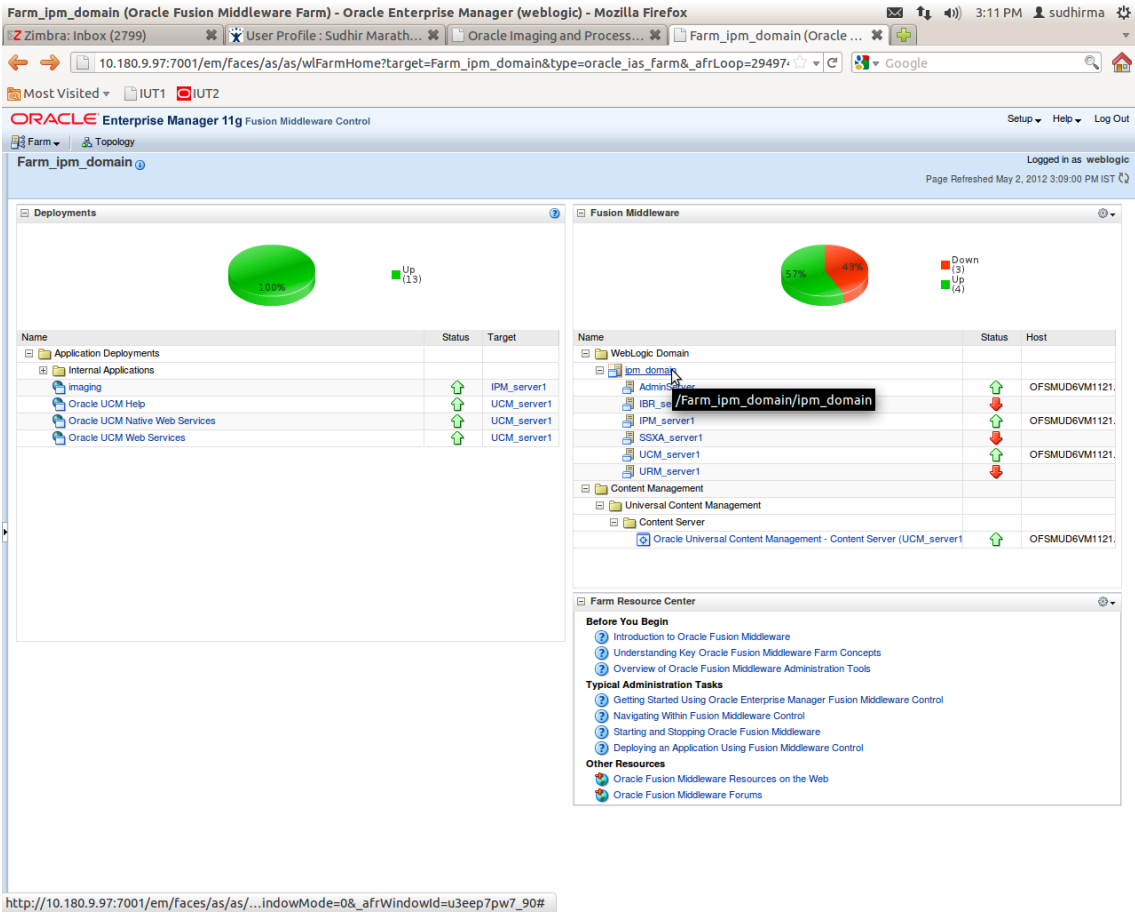 Farm_ipm_domain (Oracle Fusion Middleware Farm) - Oracle Enterprise Manager (weblogic) - Mozilla Firefox
3:11 PM sudhirma
Zimbra: Inbox (2799)
User Profile : Sudhir Marath...
Oracle Imaging and Process...
Farm_ipm_domain (Oracle ...
10.180.9.97:7001/em/faces/as/as/wlFarmHome?target=Farm_ipm_domain&type=oracle_ias_farm&_afrLoop=29497
Google
Most Visited IUT1 IUT2
ORACLE Enterprise Manager 11g Fusion Middleware Control
Setup Help Log Out
Farm Topology
Farm_ipm_domain
Logged in as weblogic
Page Refreshed May 2, 2012 3:09:00 PM IST
Deployments
100%
Up
(13)
Name Status Target
Application Deployments
Internal Applications
imaging IPM_server1
Oracle UCM Help UCM_server1
Oracle UCM Native Web Services UCM_server1
Oracle UCM Web Services UCM_server1
Fusion Middleware
57% 43%
Down
(3)
Up
(4)
Name Status Host
WebLogic Domain
ipm_domain
AdminServer OFSMUD6VM1121.
/Farm_ipm_domain/ipm_domain
IBR_se
IPM_server1 OFSMUD6VM1121.
SSXA_server1
UCM_server1 OFSMUD6VM1121.
URM_server1
Content Management
Universal Content Management
Content Server
Oracle Universal Content Management - Content Server (UCM_server1 OFSMUD6VM1121.
Farm Resource Center
Before You Begin
Introduction to Oracle Fusion Middleware
Understanding Key Oracle Fusion Middleware Farm Concepts
Overview of Oracle Fusion Middleware Administration Tools
Typical Administration Tasks
Getting Started Using Oracle Enterprise Manager Fusion Middleware Control
Navigating Within Fusion Middleware Control
Starting and Stopping Oracle Fusion Middleware
Deploying an Application Using Fusion Middleware Control
Other Resources
Oracle Fusion Middleware Resources on the Web
Oracle Fusion Middleware Forums
http://10.180.9.97:7001/em/faces/as/as/...indowMode=0&_afrWindowId=u3eep7pw7_90#